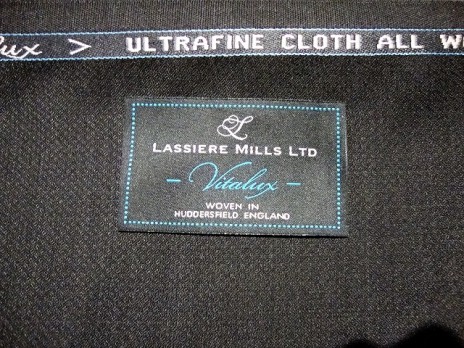 > ULTRAFINE CLOTH ALL
L
LASSIERE MILLS LTD
- Vitalux -
WOVEN IN
HUDDERSFIELD ENGLAND